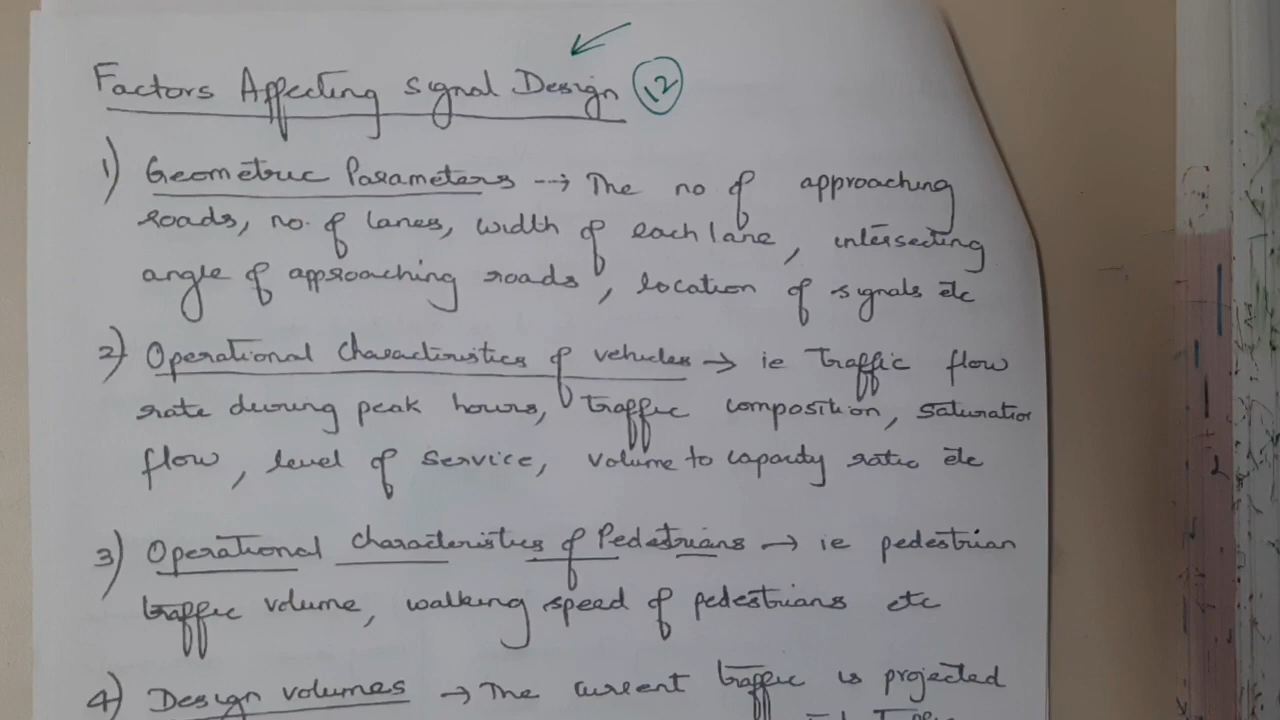 Factors Affecting Signal Design 12
1) Geometric Parameters --> The no of approaching
roads, no. of lanes, width of each lane, intersecting
angle of approaching roads, location of signals etc
2) Operational characteristics of vehicles → ie traffic flow
rate during peak hours, traffic composition, saturation
flow, level of service, volume to capacity ratio etc
3) Operational characteristics of Pedestrians → ie pedestrian
traffic volume, walking speed of pedestrians etc
4) Design volumes → The current traffic is projected